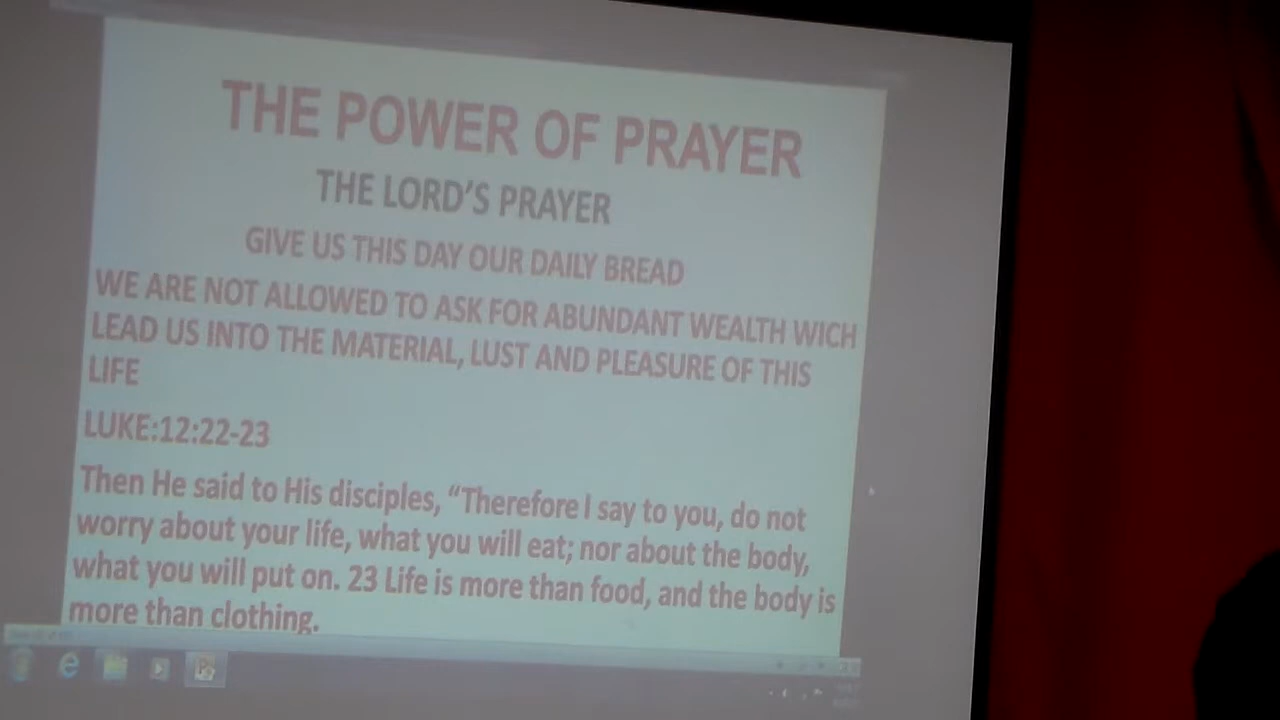 THE POWER OF PRAYER
THE LORD'S PRAYER
GIVE US THIS DAY OUR DAILY BREAD
WE ARE NOT ALLOWED TO ASK FOR ABUNDANT WEALTH WICH
LEAD US INTO THE MATERIAL, LUST AND PLEASURE OF THIS
LIFE
LUKE:12:22-23
Then He said to His disciples, “Therefore I say to you, do not
worry about your life, what you will eat; nor about the body,
what you will put on. 23 Life is more than food, and the body is
more than clothing.